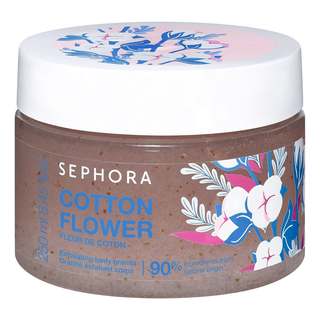 SEPHORA
COTTON
FLOWER
FLEUR DE COTON
Exfoliating body granita
Granité exfoliant corps
90%